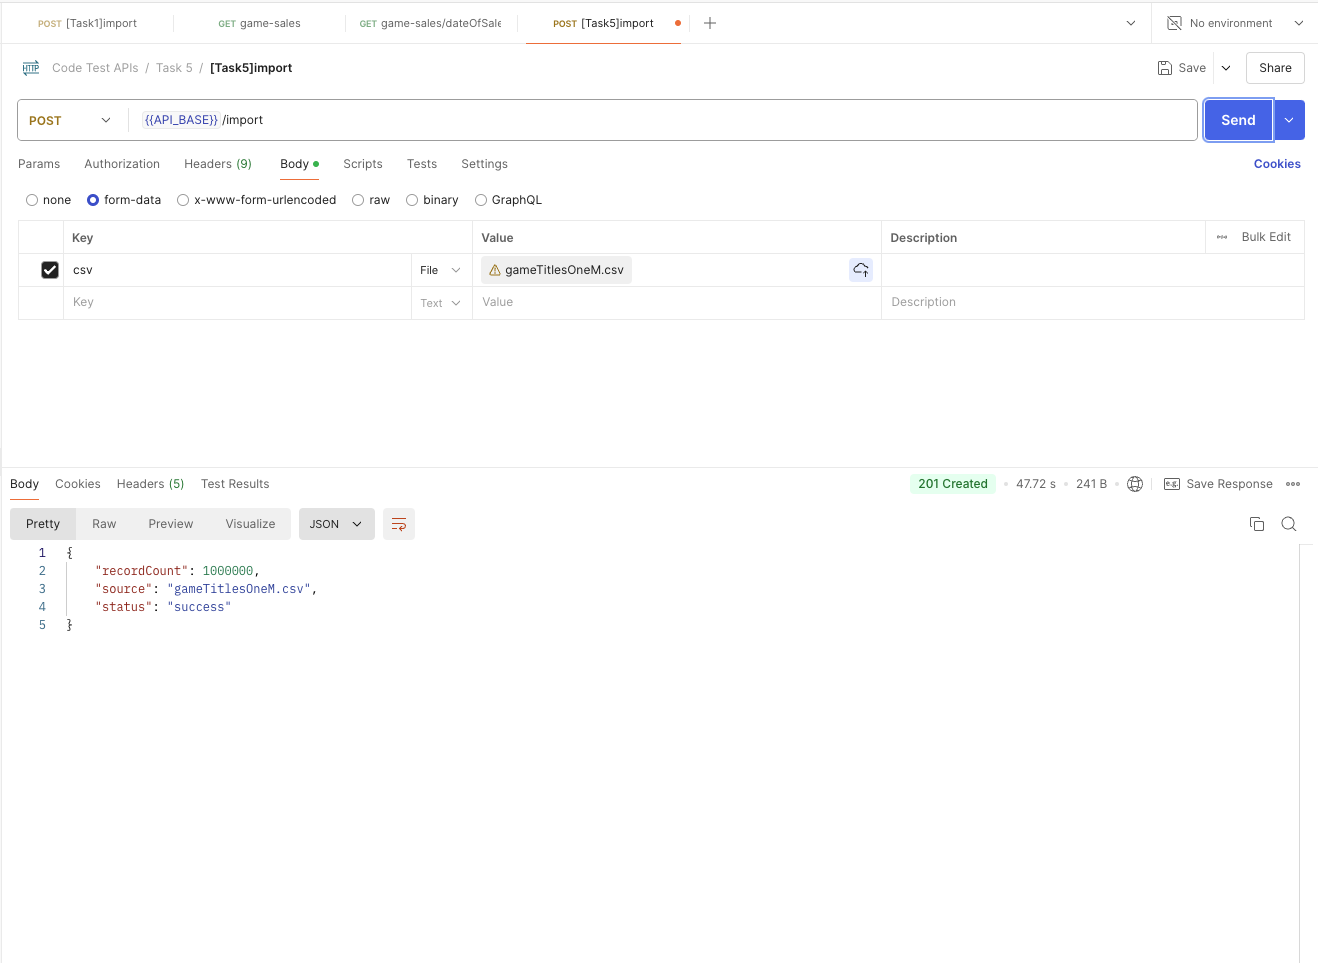 POST [Task1]import GET game-sales GET game-sales/dateOfSale POST [Task5]import No environment
HTTP Code Test APIs / Task 5 / [Task5]import Save Share
POST {{API_BASE}}/import Send
Params Authorization Headers (9) Body Scripts Tests Settings Cookies
none form-data x-www-form-urlencoded raw binary GraphQL
Key Value Description Bulk Edit
csv File gameTitlesOneM.csv
Key Text Value Description
Body Cookies Headers (5) Test Results 201 Created 47.72 s 241 B e.g. Save Response
Pretty Raw Preview Visualize JSON
1 {
2 "recordCount": 1000000,
3 "source": "gameTitlesOneM.csv",
4 "status": "success"
5 }